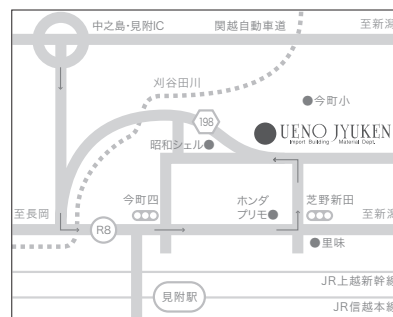 中之島･見附IC
関越自動車道
至新潟
刈谷田川
今町小
198
UENO JYUKEN
Import Building / Material Dept.
昭和シェル
今町四
ホンダ
プリモ
芝野新田
至長岡
R8
至新潟
里味
見附駅
JR上越新幹線
JR信越本線